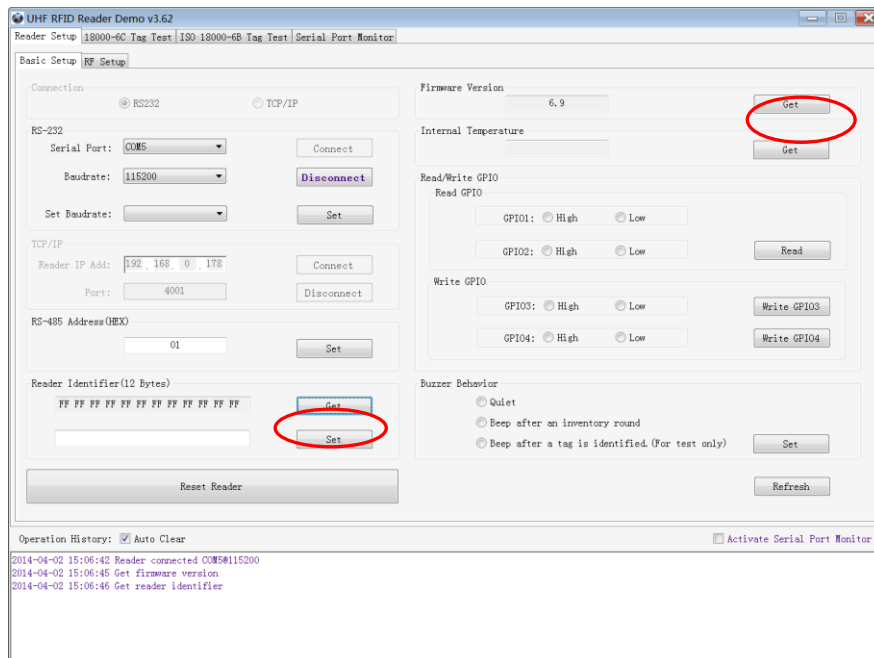 UHF RFID Reader Demo v3.62
Reader Setup 18000-6C Tag Test ISO 18000-6B Tag Test Serial Port Monitor
Basic Setup RF Setup
Connection
RS232 TCP/IP
RS-232
Serial Port: COM5 Connect
Baudrate: 115200 Disconnect
Set Baudrate: Set
TCP/IP
Reader IP Add: 192 . 168 . 0 . 178 Connect
Port: 4001 Disconnect
RS-485 Address(HEX)
01 Set
Reader Identifier(12 Bytes)
FF FF FF FF FF FF FF FF FF FF FF FF Get
Set
Reset Reader
Firmware Version
6.9 Get
Internal Temperature
Get
Read/Write GPIO
Read GPIO
GPIO1: High Low
GPIO2: High Low Read
Write GPIO
GPIO3: High Low Write GPIO3
GPIO4: High Low Write GPIO4
Buzzer Behavior
Quiet
Beep after an inventory round
Beep after a tag is identified.(For test only) Set
Refresh
Operation History: Auto Clear Activate Serial Port Monitor
2014-04-02 15:06:42 Reader connected COM5@115200
2014-04-02 15:06:45 Get firmware version
2014-04-02 15:06:46 Get reader identifier